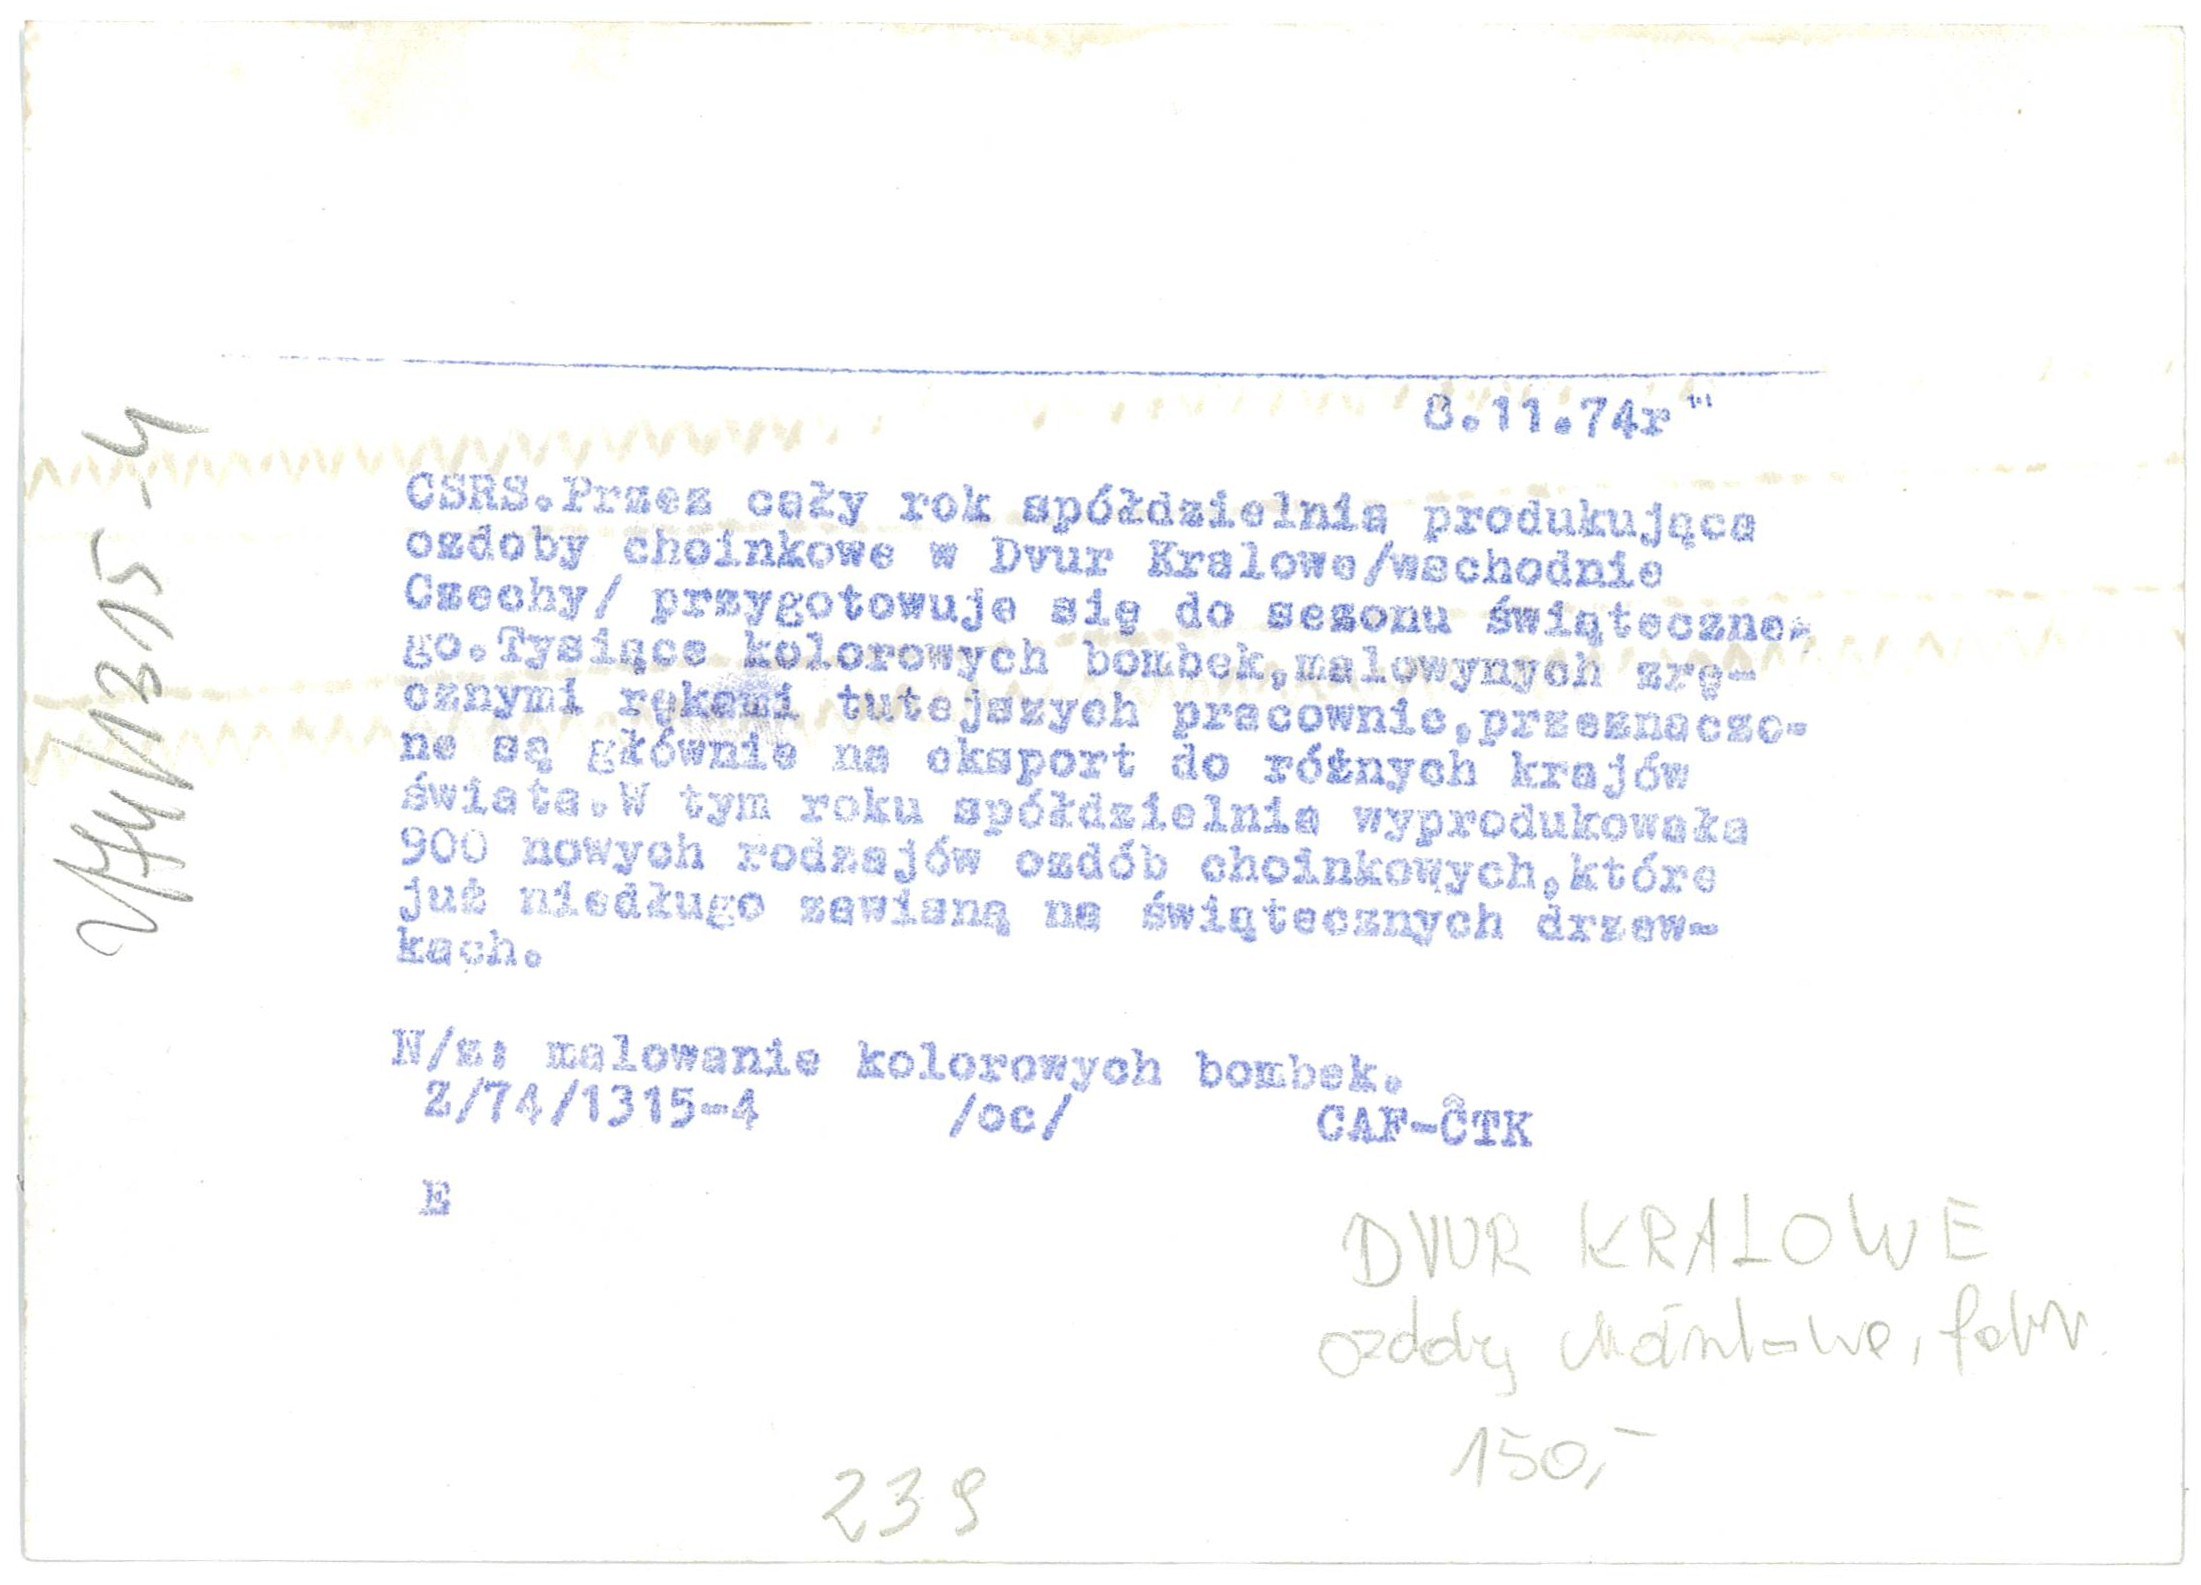 8.11.74r"
CSRS.Przez cały rok spółdzielnia produkująca
ozdoby choinkowe w Dvur Kralowe/wschodnie
Czechy/ przygotowuje się do sezonu świąteczne-
go.Tysiące kolorowych bombek,malowynych zrę-
cznymi rękami tutejszych pracownic,przeznaczo-
ne są głównie na eksport do różnych krajów
świata.W tym roku spółdzielnia wyprodukowała
900 nowych rodzajów ozdób choinkowych,które
już niedługo zawisną na świątecznych drzew-
kach.
N/z: malowanie kolorowych bombek.
Z/74/1315-4 /oc/ CAF-ČTK
E
DVUR KRALOWE
ozdoby
150,-
239